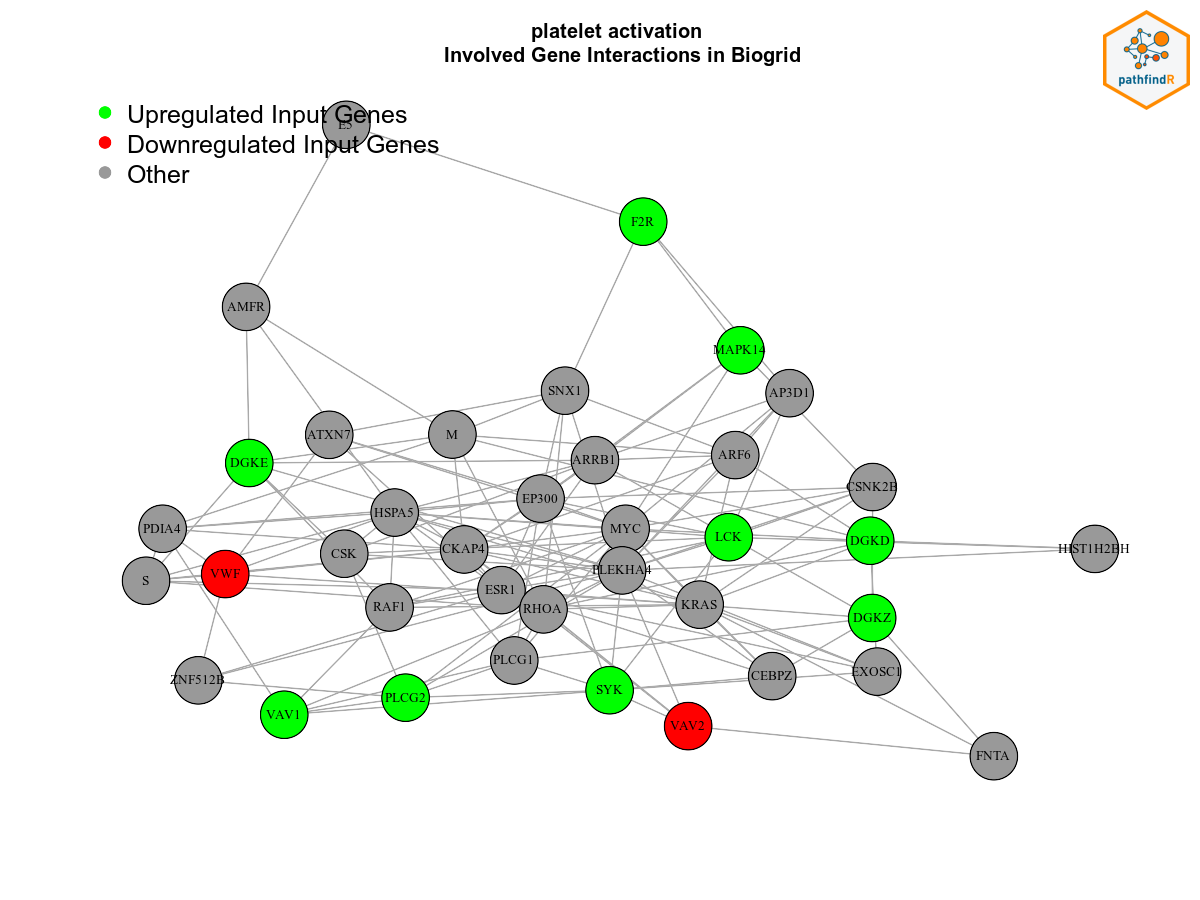 platelet activation
Involved Gene Interactions in Biogrid
pathfindR
Upregulated Input Genes
Downregulated Input Genes
Other
E5
F2R
AMFR
MAPK14
SNX1
AP3D1
ATXN7
M
DGKE
ARRB1
ARF6
CSNK2B
EP300
HSPA5
PDIA4
MYC
LCK
DGKD
HIST1H2BH
CSK
CKAP4
S
VWF
PLEKHA4
ESR1
RAF1
RHOA
KRAS
DGKZ
PLCG1
ZNF512B
CEBPZ
EXOSC1
VAV1
PLCG2
SYK
VAV2
FNTA